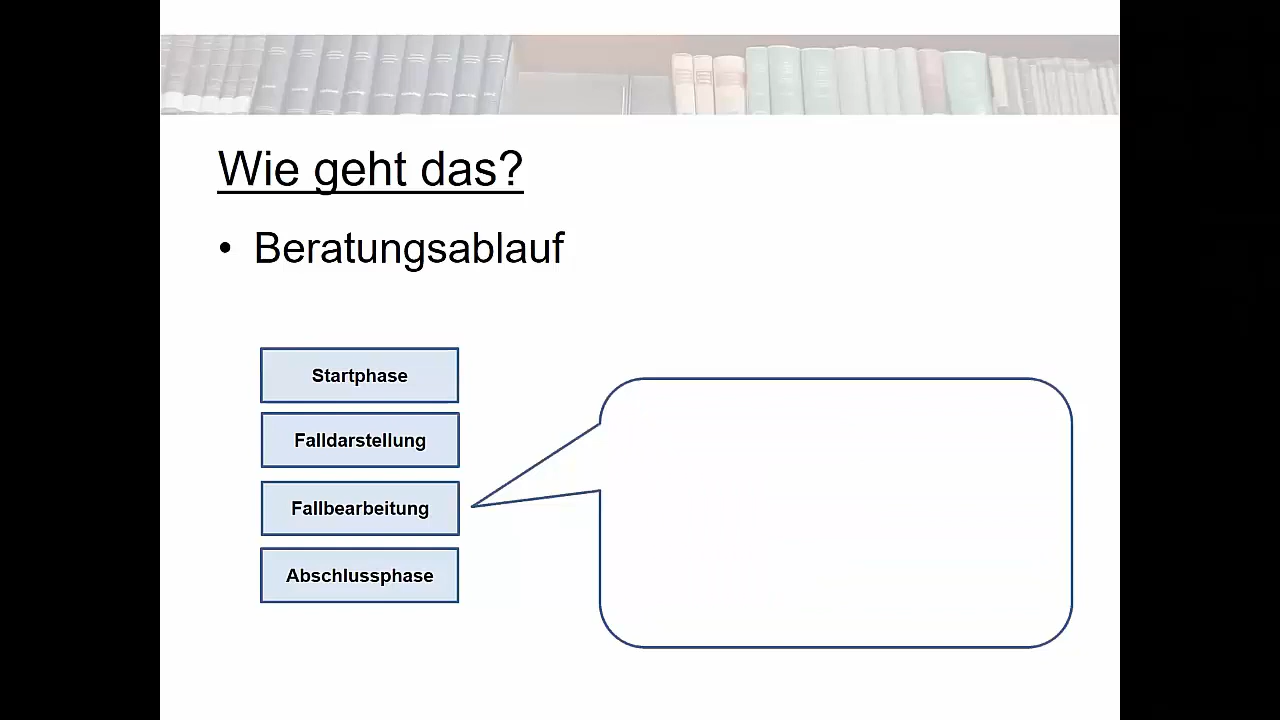 Wie geht das?
• Beratungsablauf
Startphase
Falldarstellung
Fallbearbeitung
Abschlussphase